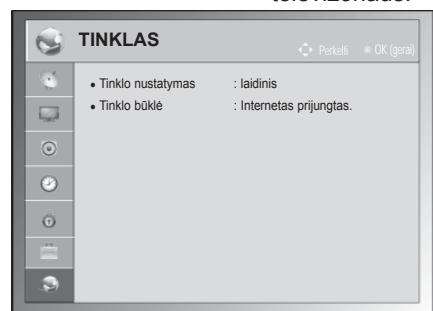 TINKLAS
Perkelti OK (gerai)
• Tinklo nustatymas : laidinis
• Tinklo būklė : Internetas prijungtas.